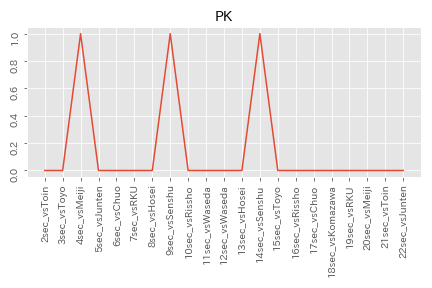 PK
1.0
0.8
0.6
0.4
0.2
0.0
2sec_vsToin
3sec_vsToyo
4sec_vsMeiji
5sec_vsJunten
6sec_vsChuo
7sec_vsRKU
8sec_vsHosei
9sec_vsSenshu
10sec_vsRissho
11sec_vsWaseda
12sec_vsWaseda
13sec_vsHosei
14sec_vsSenshu
15sec_vsToyo
16sec_vsRissho
17sec_vsChuo
18sec_vsKomazawa
19sec_vsRKU
20sec_vsMeiji
21sec_vsToin
22sec_vsJunten